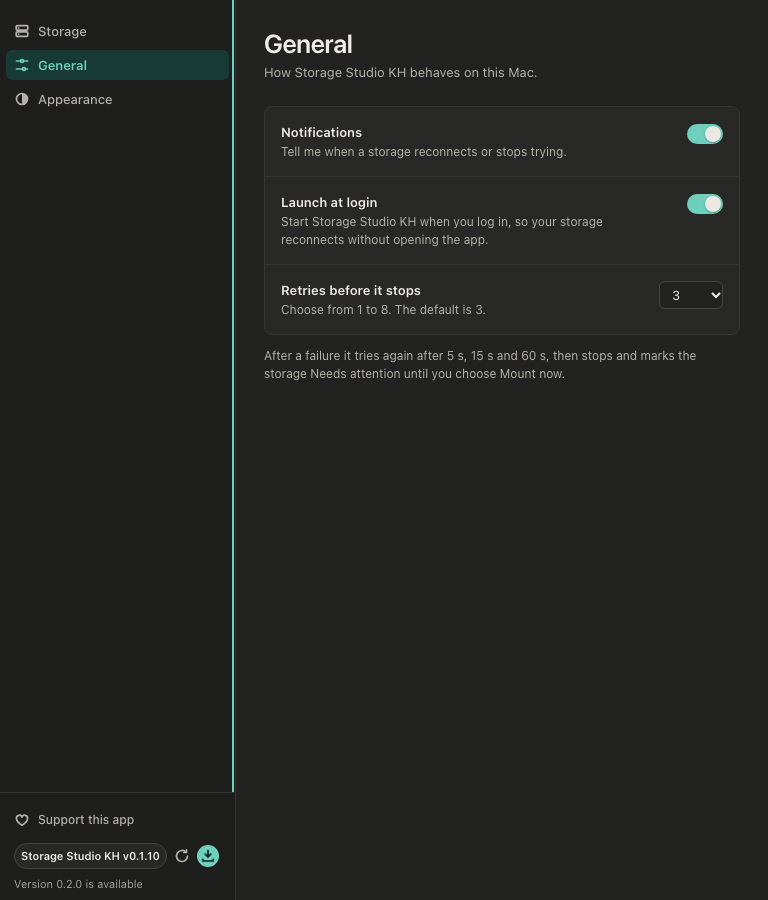 Storage
General
Appearance
General
How Storage Studio KH behaves on this Mac.
Notifications
Tell me when a storage reconnects or stops trying.
Launch at login
Start Storage Studio KH when you log in, so your storage
reconnects without opening the app.
Retries before it stops
Choose from 1 to 8. The default is 3.
3
After a failure it tries again after 5 s, 15 s and 60 s, then stops and marks the
storage Needs attention until you choose Mount now.
Support this app
Storage Studio KH v0.1.10
Version 0.2.0 is available